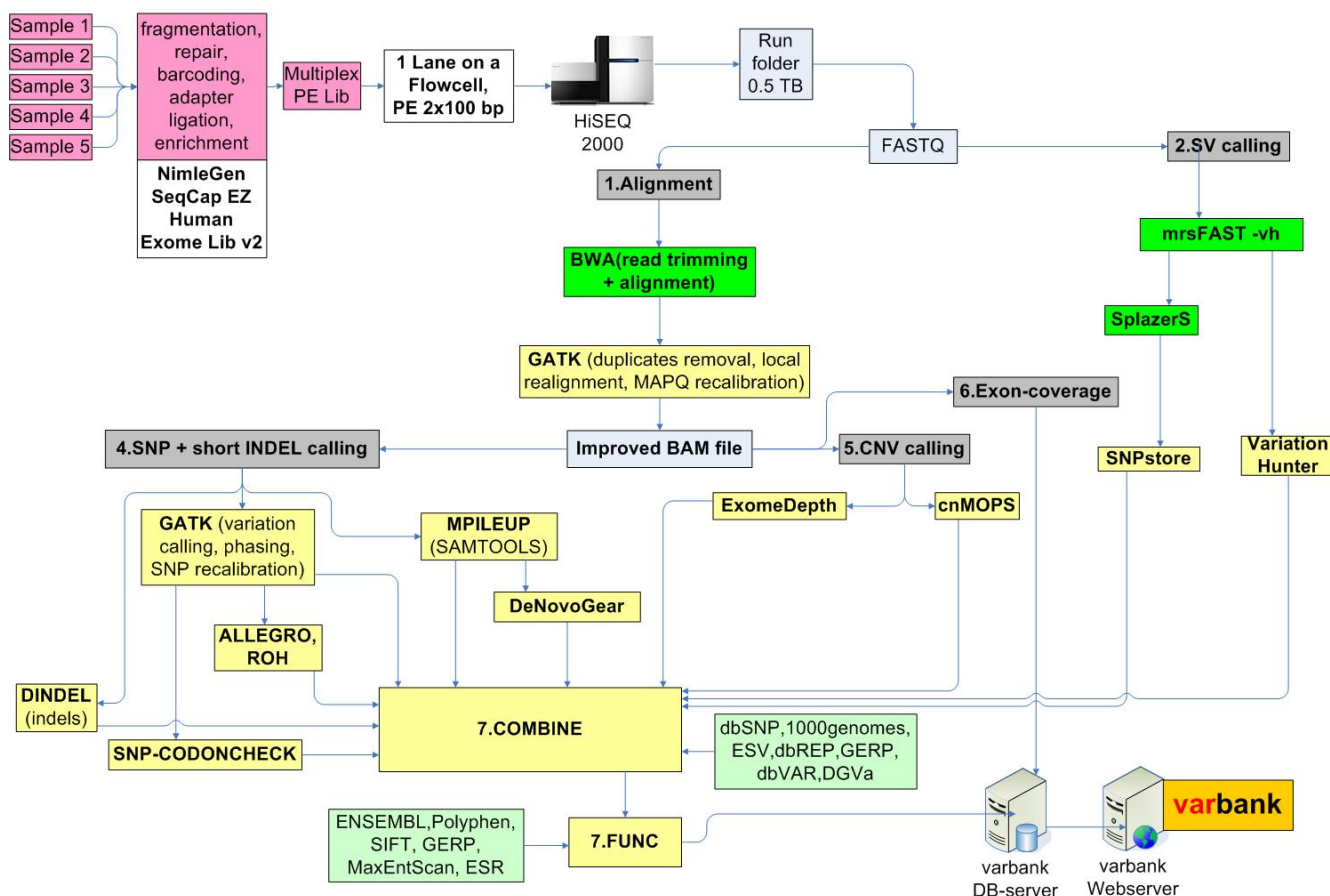 Sample 1
Sample 2
Sample 3
Sample 4
Sample 5
fragmentation,
repair,
barcoding,
adapter
ligation,
enrichment
NimleGen
SeqCap EZ
Human
Exome Lib v2
Multiplex
PE Lib
1 Lane on a
Flowcell,
PE 2x100 bp
HiSEQ
2000
Run
folder
0.5 TB
FASTQ
1.Alignment
2.SV calling
BWA(read trimming
+ alignment)
mrsFAST -vh
SplazerS
GATK (duplicates removal, local
realignment, MAPQ recalibration)
6.Exon-coverage
4.SNP + short INDEL calling
Improved BAM file
5.CNV calling
SNPstore
Variation
Hunter
GATK (variation
calling, phasing,
SNP recalibration)
MPILEUP
(SAMTOOLS)
ExomeDepth
cnMOPS
DeNovoGear
ALLEGRO,
ROH
DINDEL
(indels)
SNP-CODONCHECK
7.COMBINE
dbSNP,1000genomes,
ESV,dbREP,GERP,
dbVAR,DGVa
ENSEMBL,Polyphen,
SIFT, GERP,
MaxEntScan, ESR
7.FUNC
varbank
DB-server
varbank
Webserver
varbank